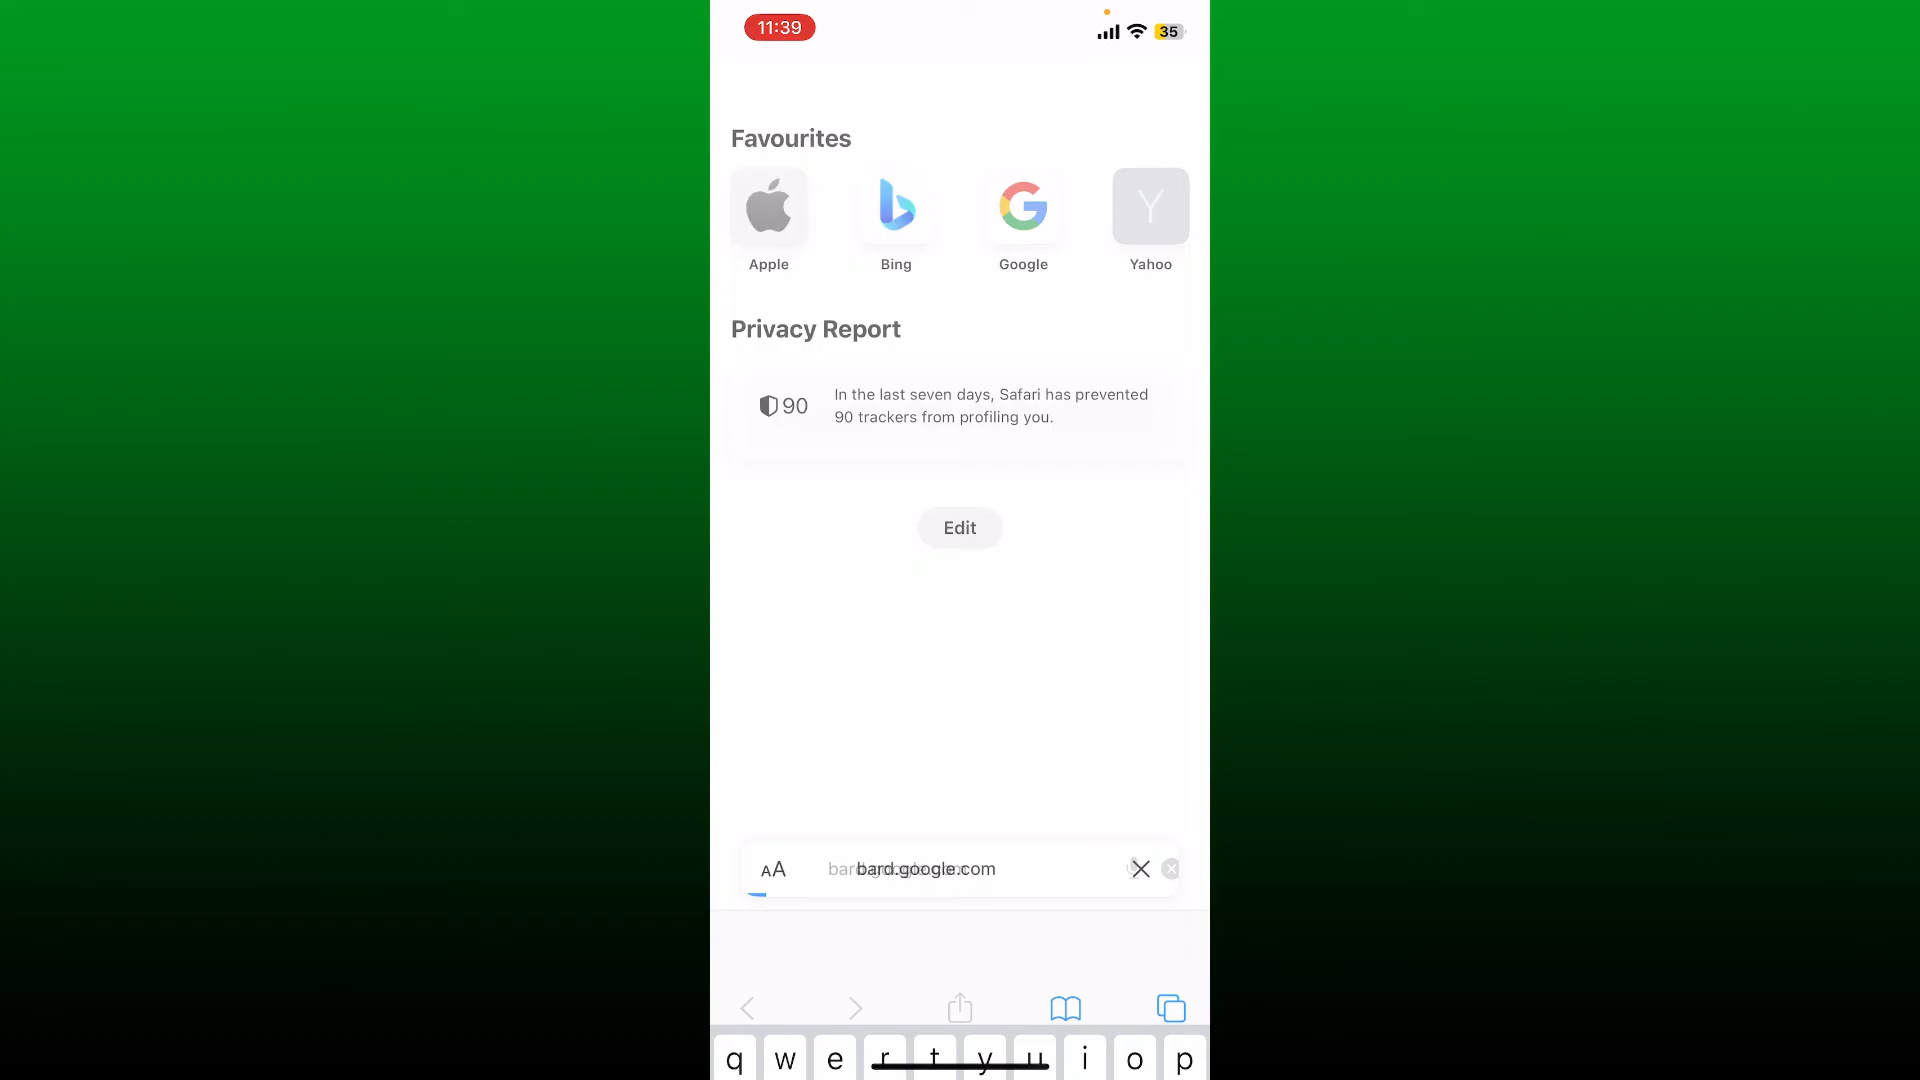 11:39
35
Favourites
Y
Apple
Bing
Google
Yahoo
Privacy Report
90
In the last seven days, Safari has prevented
90 trackers from profiling you.
Edit
AA
bard.google.com
q w e r t y u i o p